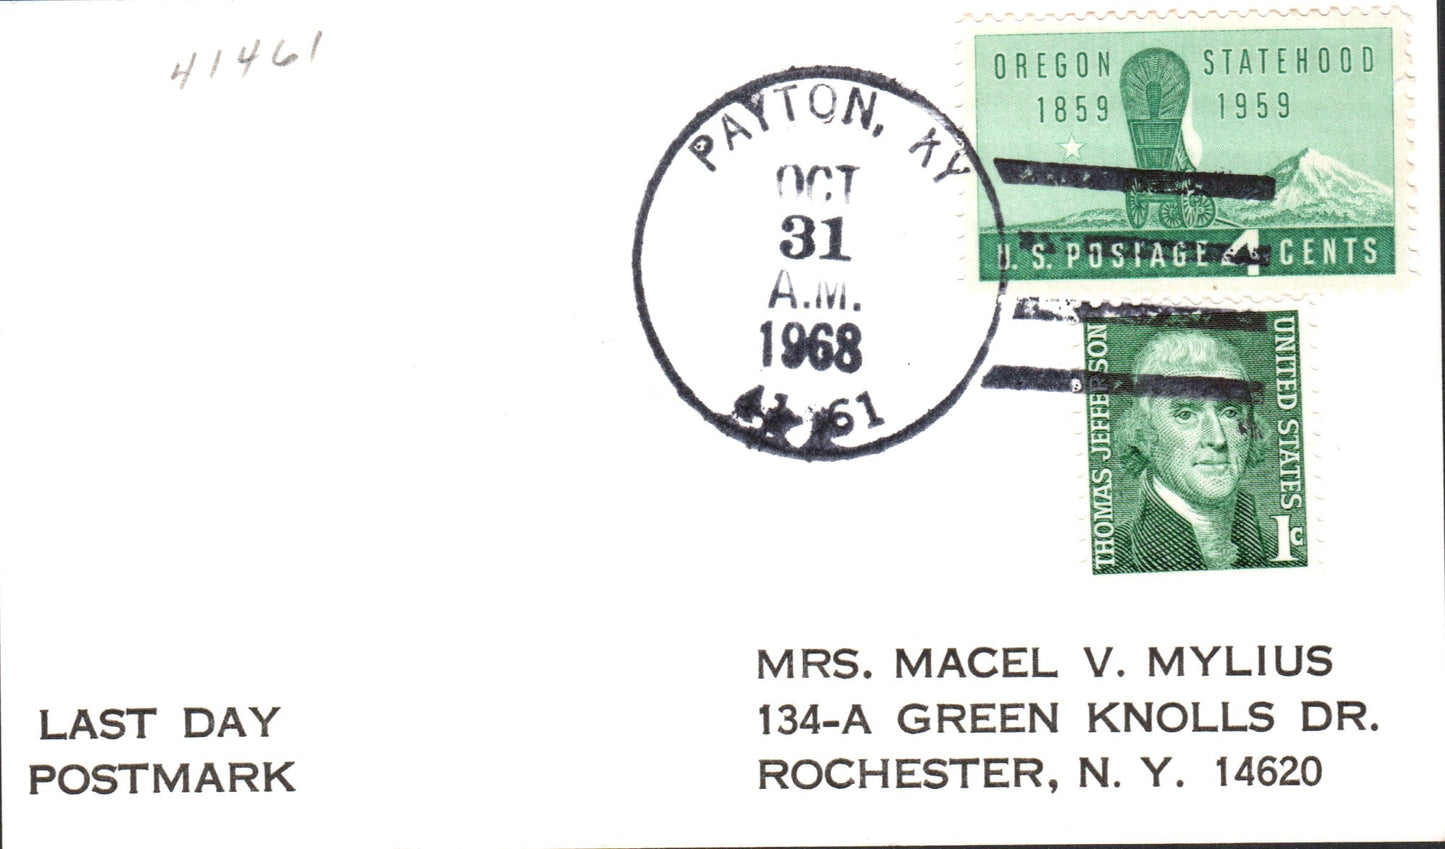 41461
PAYTON, KY
OCT
31
A.M.
1968
61
OREGON STATEHOOD
1859 1959
U. S. POSTAGE 4 CENTS
THOMAS JEFFERSON
UNITED STATES
1c
LAST DAY
POSTMARK
MRS. MACEL V. MYLIUS
134-A GREEN KNOLLS DR.
ROCHESTER, N. Y. 14620